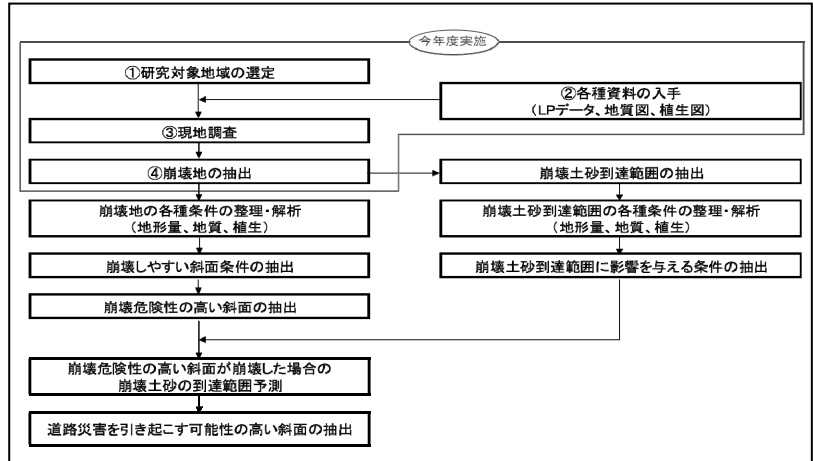 今年度実施
①研究対象地域の選定
②各種資料の入手
(LPデータ、地質図、植生図)
③現地調査
④崩壊地の抽出
崩壊土砂到達範囲の抽出
崩壊地の各種条件の整理・解析
(地形量、地質、植生)
崩壊土砂到達範囲の各種条件の整理・解析
(地形量、地質、植生)
崩壊しやすい斜面条件の抽出
崩壊土砂到達範囲に影響を与える条件の抽出
崩壊危険性の高い斜面の抽出
崩壊危険性の高い斜面が崩壊した場合の
崩壊土砂の到達範囲予測
道路災害を引き起こす可能性の高い斜面の抽出